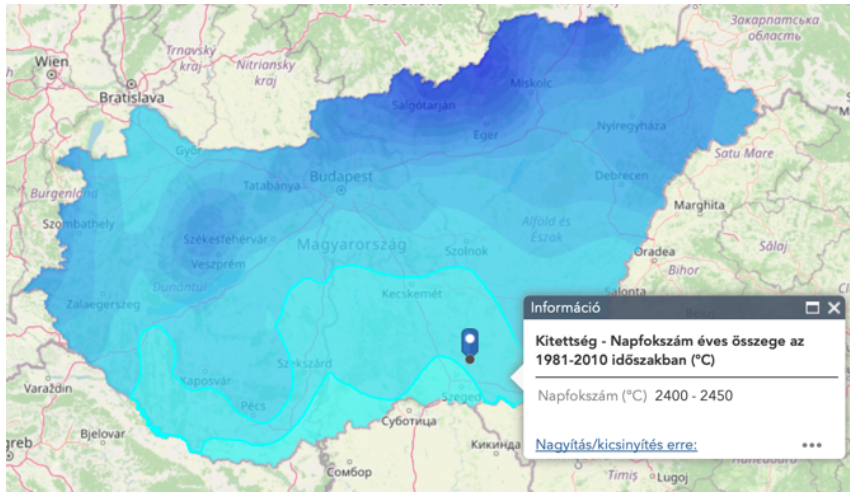 Закарпатська
область
Trnavský
kraj
Nitriansky
kraj
Wien
Bratislava
Miskolc
Salgótarján
Eger
Nyíregyháza
Győr
Satu Mare
Tatabánya
Budapest
Debrecen
Burgenland
Marghita
Szombathely
Székesfehérvár
Magyarország
Alföld és
Észak
Szolnok
Veszprém
Oradea
Sălaj
Dunántúl
Bihor
Zalaegerszeg
Kecskemét
Salonta
Információ
Kitettség - Napfokszám éves összege az
1981-2010 időszakban (°C)
Napfokszám (°C) 2400 - 2450
Nagyítás/kicsinyítés erre:
Szekszárd
Kaposvár
Varaždin
Pécs
Szeged
Суботица
Bjelovar
Кикинда
Сомбор
Timiș
Lugoj